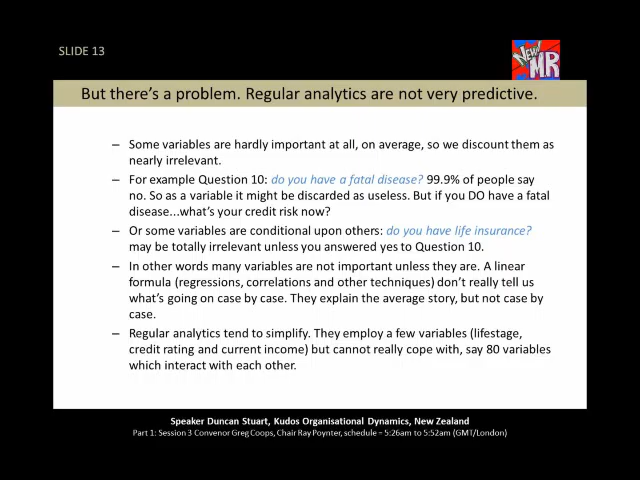 SLIDE 13
NEW!
MR
But there's a problem. Regular analytics are not very predictive.
– Some variables are hardly important at all, on average, so we discount them as
nearly irrelevant.
– For example Question 10: do you have a fatal disease? 99.9% of people say
no. So as a variable it might be discarded as useless. But if you DO have a fatal
disease...what's your credit risk now?
– Or some variables are conditional upon others: do you have life insurance?
may be totally irrelevant unless you answered yes to Question 10.
– In other words many variables are not important unless they are. A linear
formula (regressions, correlations and other techniques) don't really tell us
what's going on case by case. They explain the average story, but not case by
case.
– Regular analytics tend to simplify. They employ a few variables (lifestage,
credit rating and current income) but cannot really cope with, say 80 variables
which interact with each other.
Speaker Duncan Stuart, Kudos Organisational Dynamics, New Zealand
Part 1: Session 3 Convenor Greg Coops, Chair Ray Poynter, schedule = 5:26am to 5:52am (GMT/London)